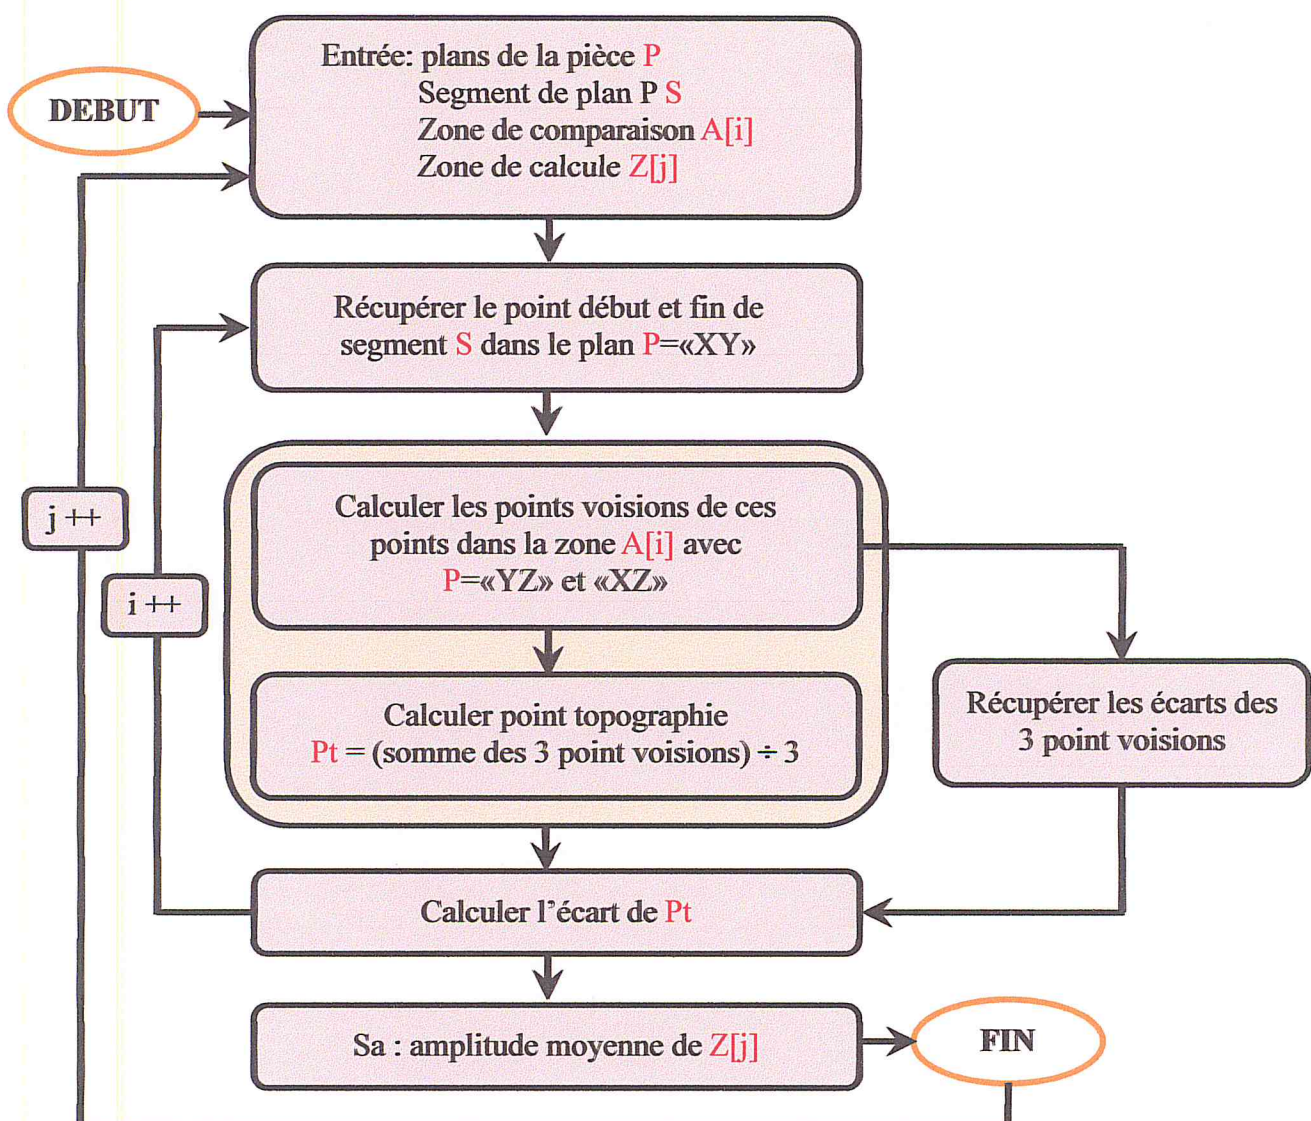 DEBUT
Entrée: plans de la pièce P
Segment de plan P S
Zone de comparaison A[i]
Zone de calcule Z[j]
Récupérer le point début et fin de
segment S dans le plan P=«XY»
j ++
i ++
Calculer les points voisions de ces
points dans la zone A[i] avec
P=«YZ» et «XZ»
Calculer point topographie
Pt = (somme des 3 point voisions) ÷ 3
Récupérer les écarts des
3 point voisions
Calculer l’écart de Pt
Sa : amplitude moyenne de Z[j]
FIN